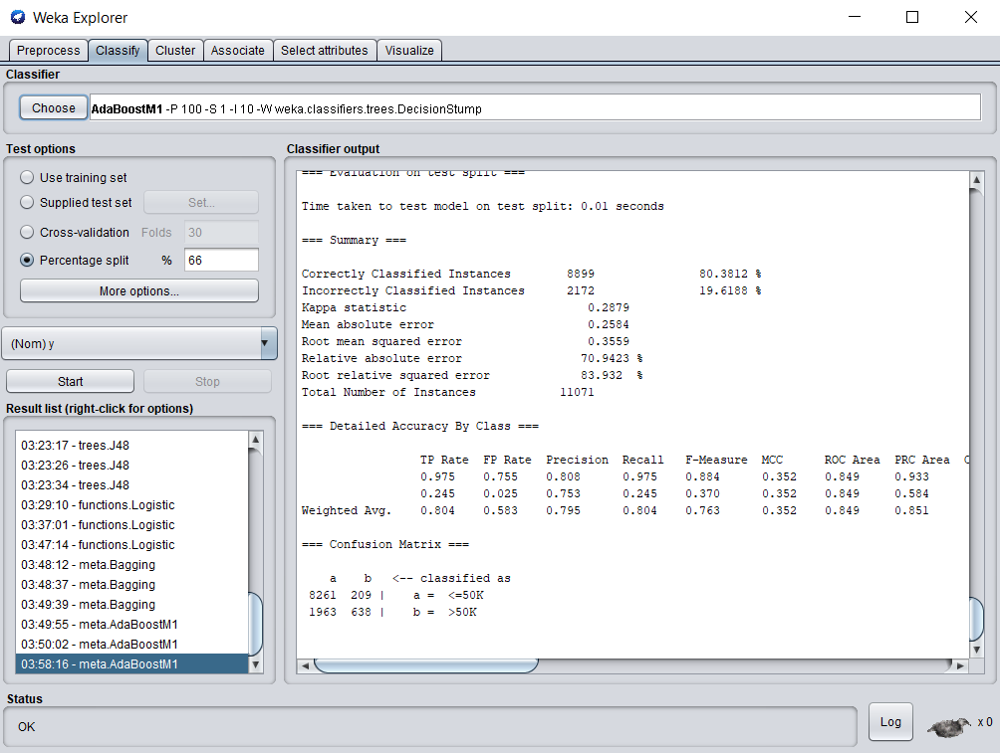 Weka Explorer
Preprocess Classify Cluster Associate Select attributes Visualize
Classifier
Choose AdaBoostM1 -P 100 -S 1 -I 10 -W weka.classifiers.trees.DecisionStump
Test options
Use training set
Supplied test set Set...
Cross-validation Folds 30
Percentage split % 66
More options...
(Nom) y
Start Stop
Result list (right-click for options)
03:23:17 - trees.J48
03:23:26 - trees.J48
03:23:34 - trees.J48
03:29:10 - functions.Logistic
03:37:01 - functions.Logistic
03:47:14 - functions.Logistic
03:48:12 - meta.Bagging
03:48:37 - meta.Bagging
03:49:39 - meta.Bagging
03:49:55 - meta.AdaBoostM1
03:50:02 - meta.AdaBoostM1
03:58:16 - meta.AdaBoostM1
Classifier output
=== Evaluation on test split ===
Time taken to test model on test split: 0.01 seconds
=== Summary ===
Correctly Classified Instances 8899 80.3812 %
Incorrectly Classified Instances 2172 19.6188 %
Kappa statistic 0.2879
Mean absolute error 0.2584
Root mean squared error 0.3559
Relative absolute error 70.9423 %
Root relative squared error 83.932 %
Total Number of Instances 11071
=== Detailed Accuracy By Class ===
TP Rate FP Rate Precision Recall F-Measure MCC ROC Area PRC Area C
0.975 0.755 0.808 0.975 0.884 0.352 0.849 0.933
0.245 0.025 0.753 0.245 0.370 0.352 0.849 0.584
Weighted Avg. 0.804 0.583 0.795 0.804 0.763 0.352 0.849 0.851
=== Confusion Matrix ===
a b <-- classified as
8261 209 | a = <=50K
1963 638 | b = >50K
Status
OK
Log x 0